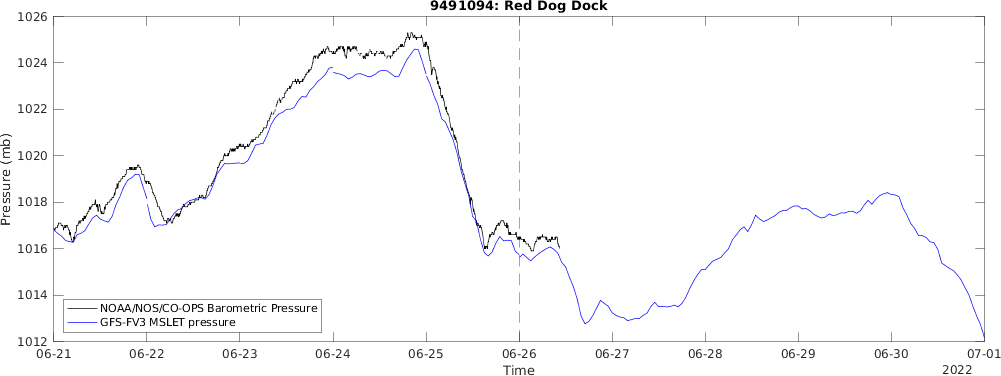 9491094: Red Dog Dock
1026
1024
1022
1020
1018
1016
1014
1012
Pressure (mb)
NOAA/NOS/CO-OPS Barometric Pressure
GFS-FV3 MSLET pressure
06-21 06-22 06-23 06-24 06-25 06-26 06-27 06-28 06-29 06-30 07-01
Time
2022